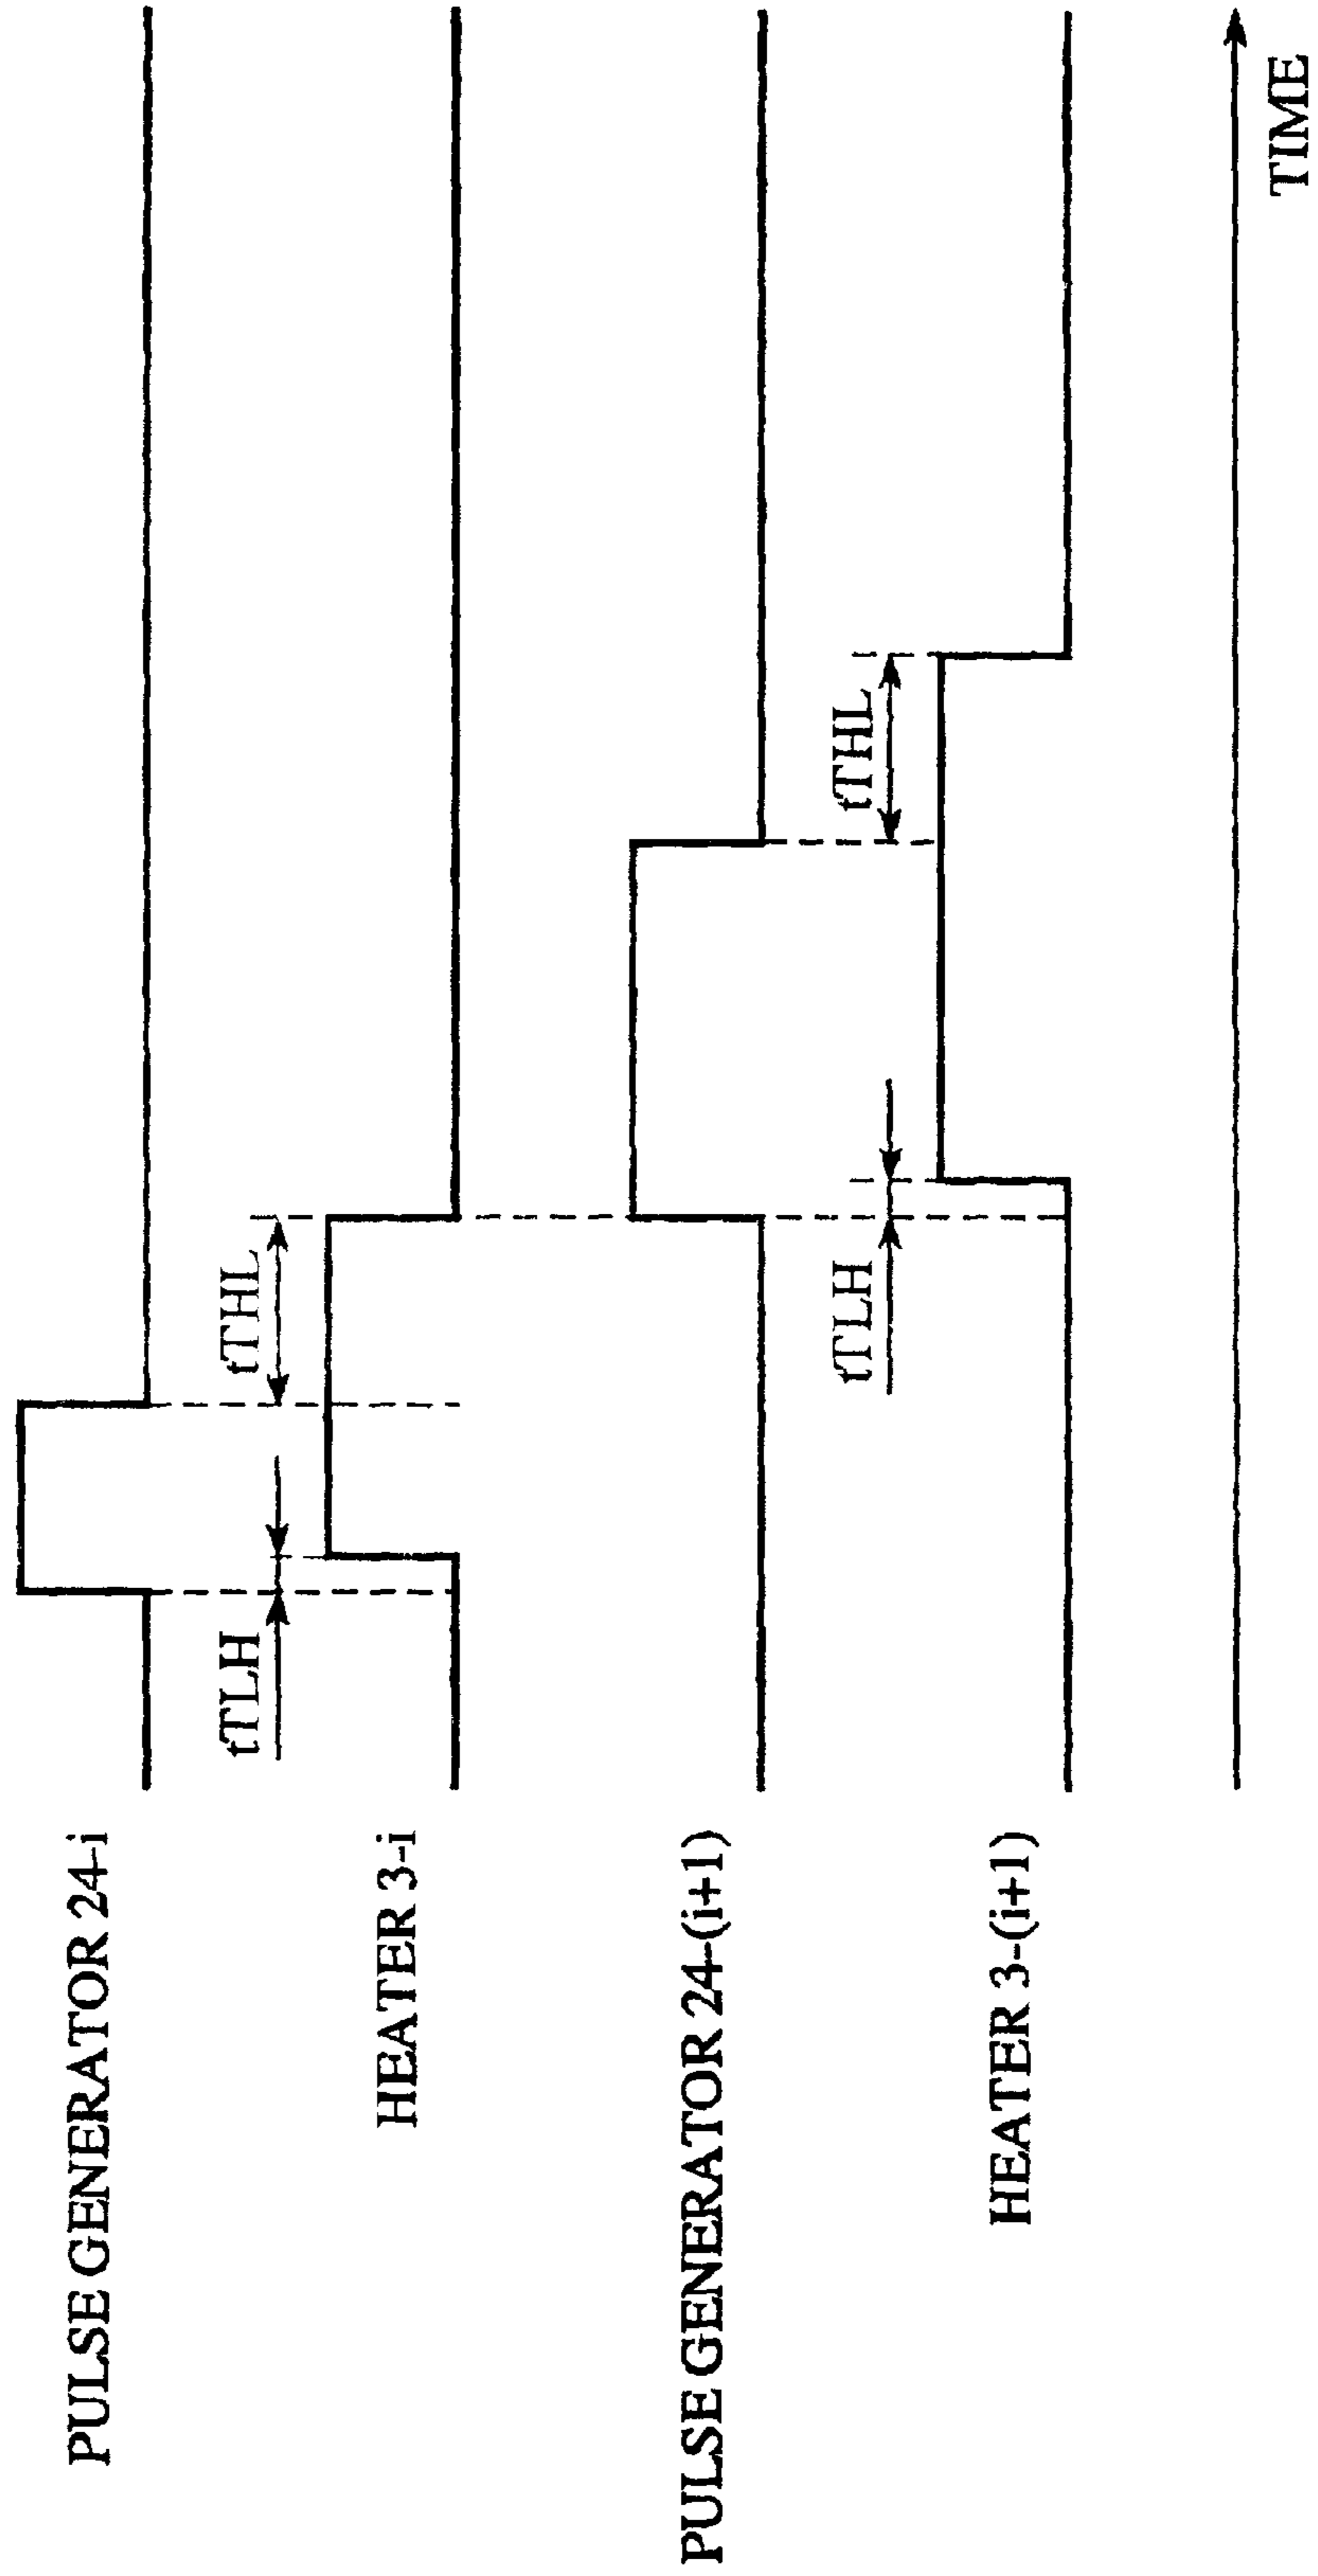 PULSE GENERATOR 24-i
tTLH
tTHL
HEATER 3-i
PULSE GENERATOR 24-(i+1)
tTLH
tTHL
HEATER 3-(i+1)
TIME